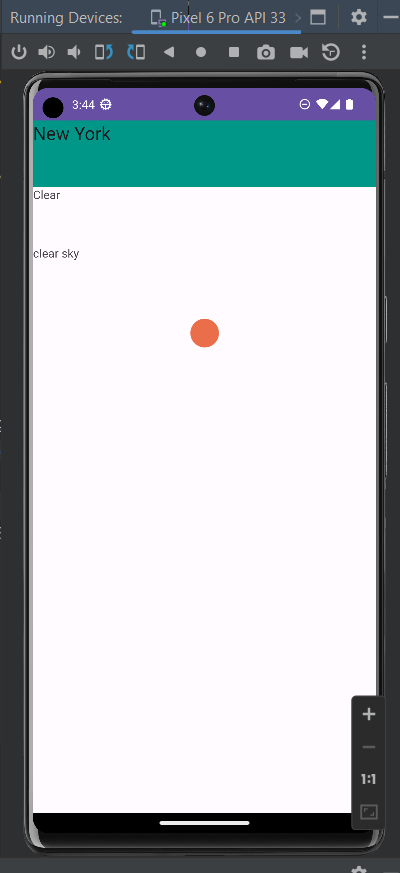 Running Devices:
Pixel 6 Pro API 33
3:44
New York
Clear
clear sky
1:1